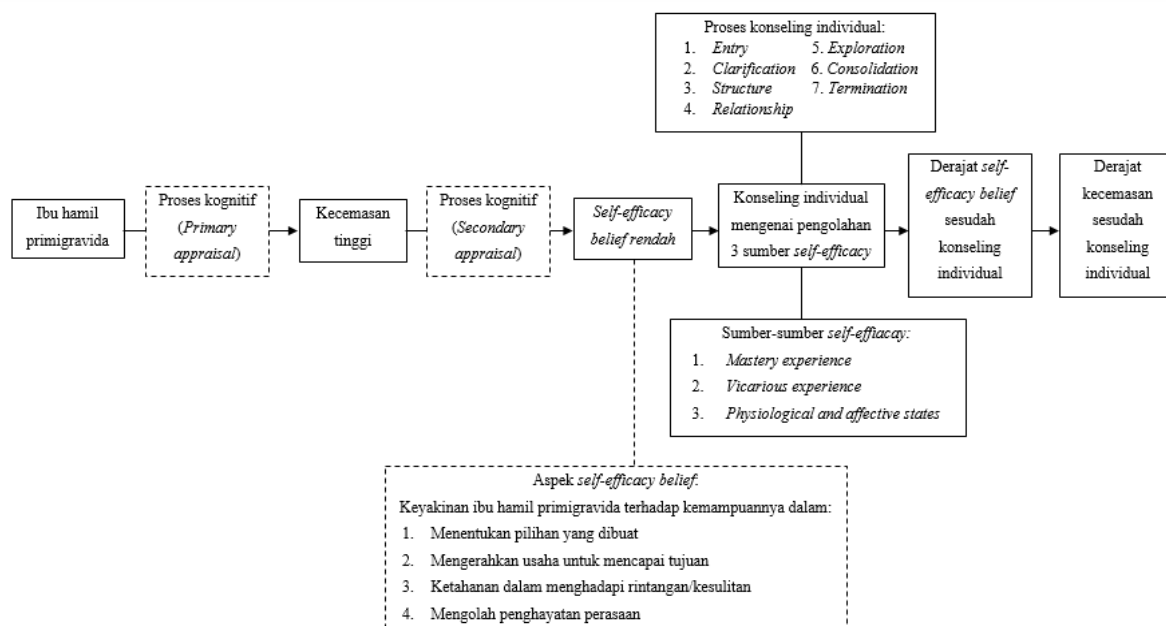 Proses konseling individual:
1. Entry 5. Exploration
2. Clarification 6. Consolidation
3. Structure 7. Termination
4. Relationship
Ibu hamil
primigravida
Proses kognitif
(Primary
appraisal)
Kecemasan
tinggi
Proses kognitif
(Secondary
appraisal)
Self-efficacy
belief rendah
Konseling individual
mengenai pengolahan
3 sumber self-efficacy
Derajat self-
efficacy belief
sesudah
konseling
individual
Derajat
kecemasan
sesudah
konseling
individual
Sumber-sumber self-effiacay:
1. Mastery experience
2. Vicarious experience
3. Physiological and affective states
Aspek self-efficacy belief:
Keyakinan ibu hamil primigravida terhadap kemampuannya dalam:
1. Menentukan pilihan yang dibuat
2. Mengerahkan usaha untuk mencapai tujuan
3. Ketahanan dalam menghadapi rintangan/kesulitan
4. Mengolah penghayatan perasaan